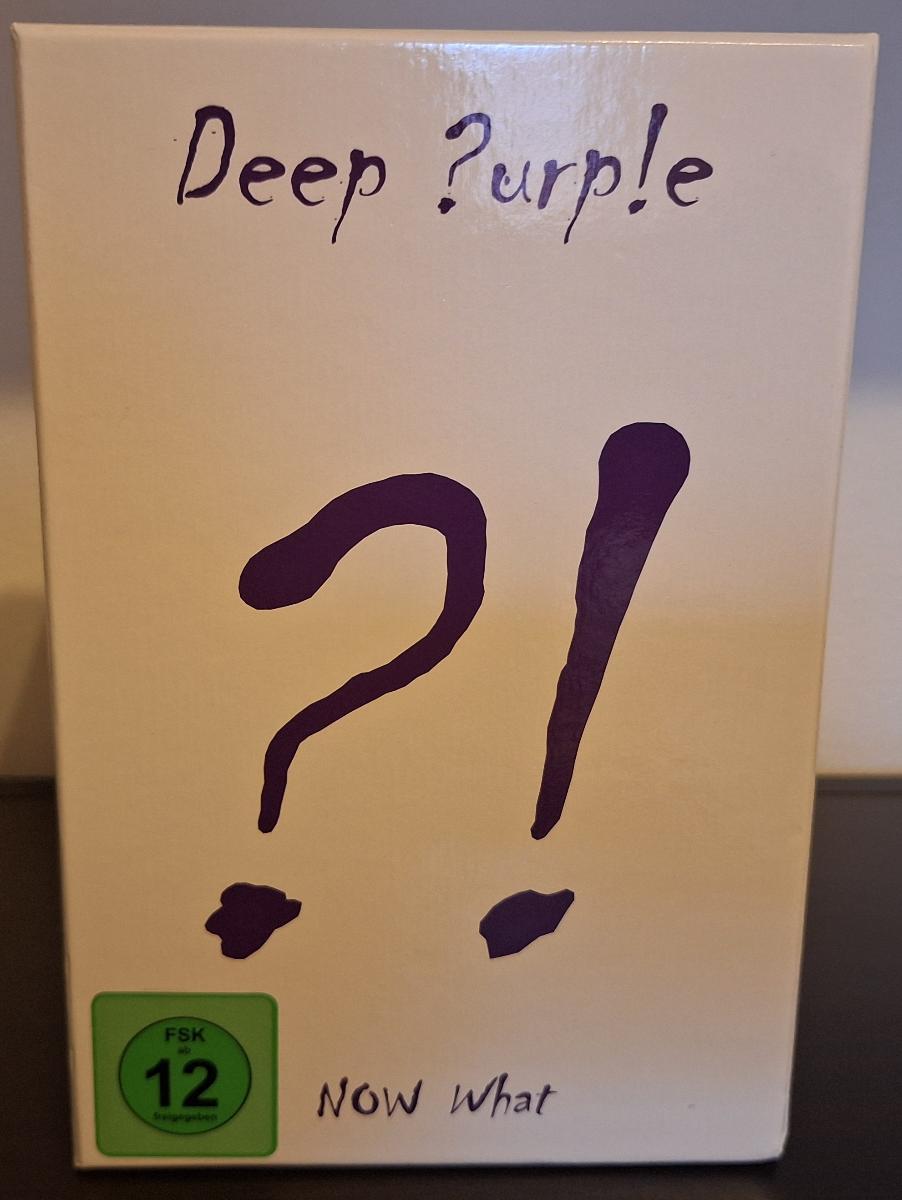 Deep ?urp!e
?!
FSK
ab
12
freigegeben
NOW What